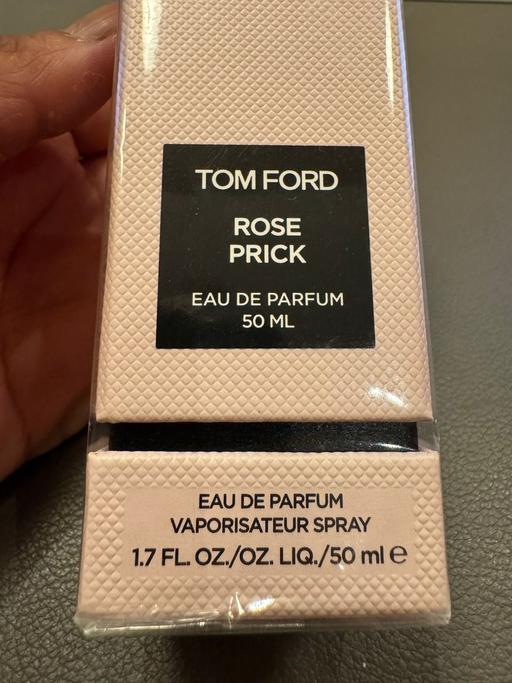 TOM FORD
ROSE
PRICK
EAU DE PARFUM
50 ML
EAU DE PARFUM
VAPORISATEUR SPRAY
1.7 FL. OZ./OZ. LIQ./50 ml ℮